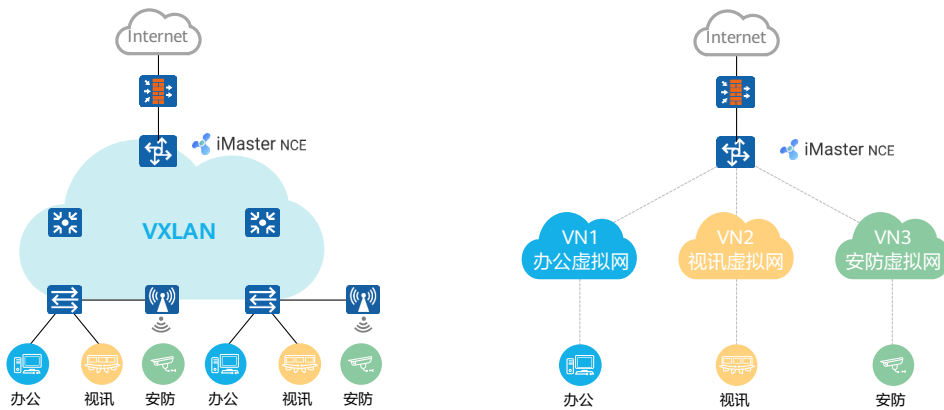 Internet
iMaster NCE
VXLAN
办公
视讯
安防
办公
视讯
安防
Internet
iMaster NCE
VN1
办公虚拟网
VN2
视讯虚拟网
VN3
安防虚拟网
办公
视讯
安防